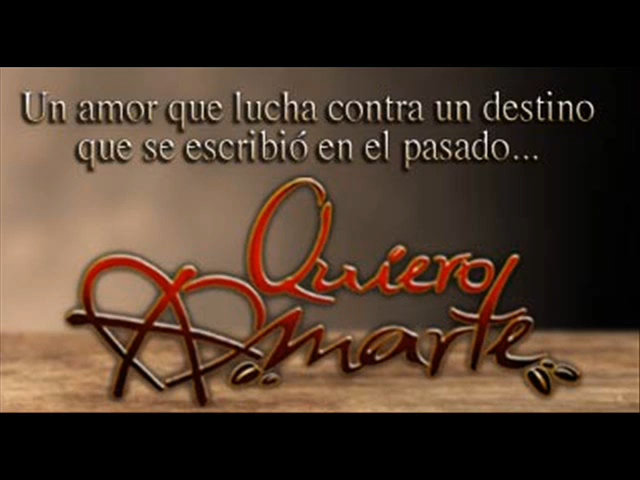 Un amor que lucha contra un destino
que se escribió en el pasado...
Quiero
Amarte